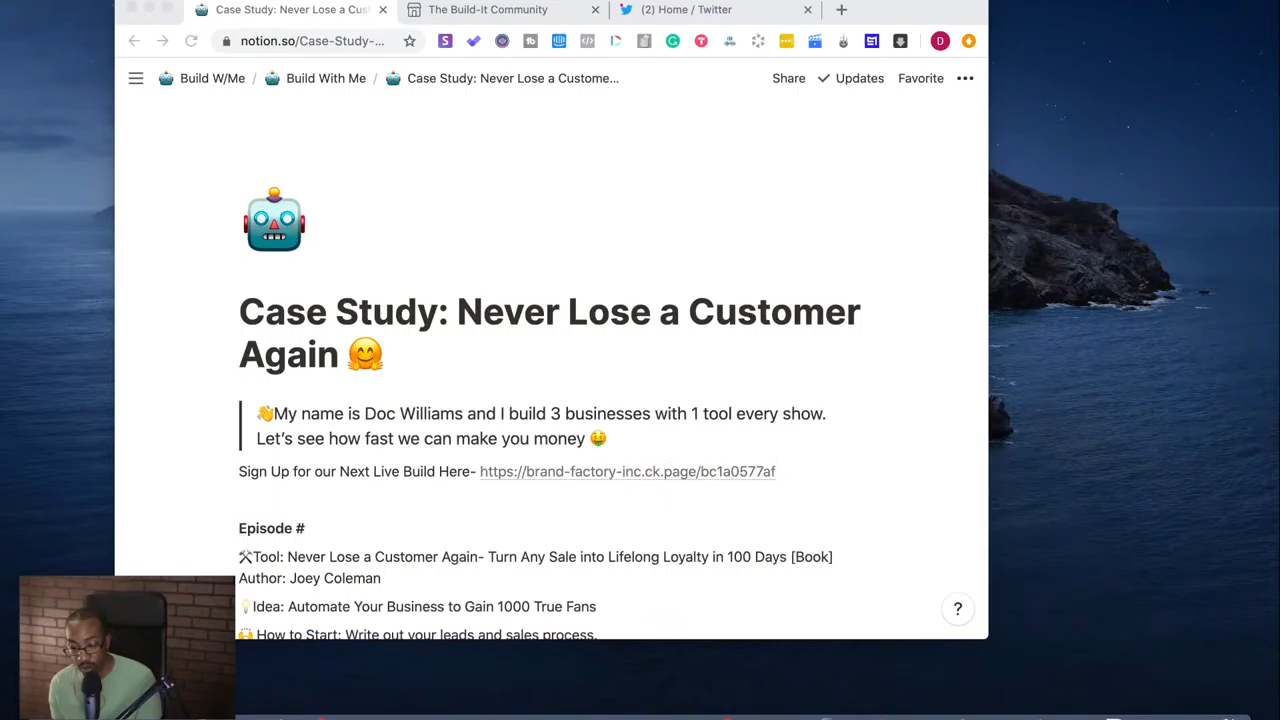 Case Study: Never Lose a Cust
The Build-It Community
(2) Home / Twitter
notion.so/Case-Study-...
Build W/Me / Build With Me / Case Study: Never Lose a Custome...
Share ✓ Updates Favorite •••
Case Study: Never Lose a Customer
Again 🤗
👋My name is Doc Williams and I build 3 businesses with 1 tool every show.
Let's see how fast we can make you money 🤑
Sign Up for our Next Live Build Here- https://brand-factory-inc.ck.page/bc1a0577af
Episode #
🛠Tool: Never Lose a Customer Again- Turn Any Sale into Lifelong Loyalty in 100 Days [Book]
Author: Joey Coleman
💡Idea: Automate Your Business to Gain 1000 True Fans
🙌 How to Start: Write out your leads and sales process.
?